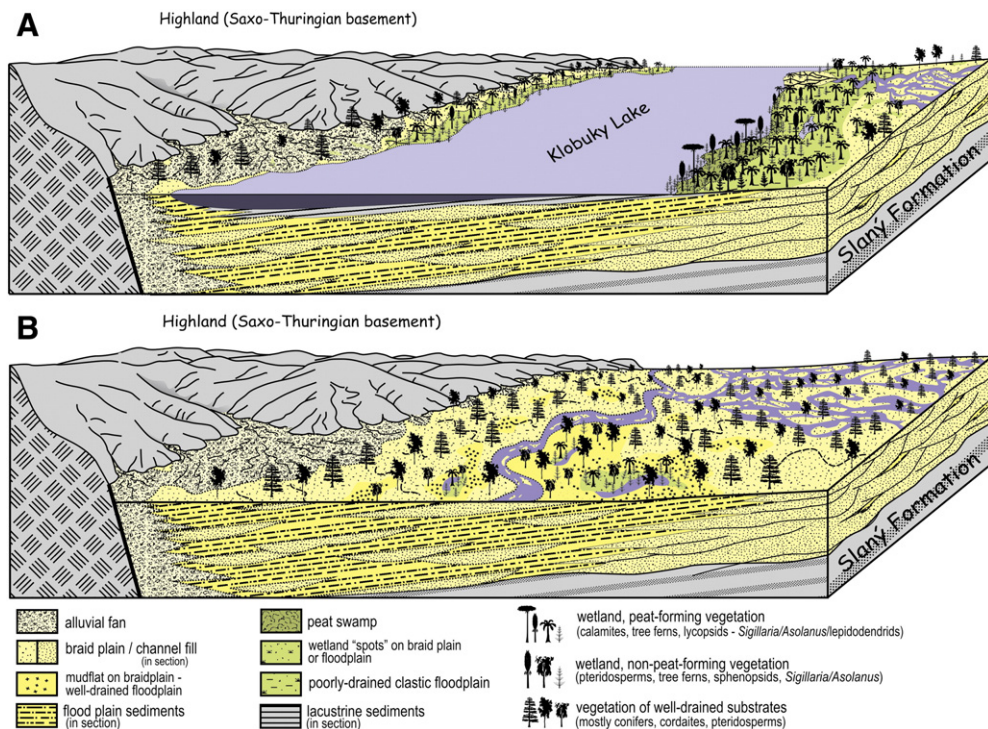 A
Highland (Saxo-Thuringian basement)
Klobuky Lake
Slaný Formation
B
Highland (Saxo-Thuringian basement)
Slaný Formation
alluvial fan
braid plain / channel fill
(in section)
mudflat on braidplain -
well-drained floodplain
flood plain sediments
(in section)
peat swamp
wetland "spots" on braid plain
or floodplain
poorly-drained clastic floodplain
lacustrine sediments
(in section)
wetland, peat-forming vegetation
(calamites, tree ferns, lycopsids - Sigillaria/Asolanus/lepidodendrids)
wetland, non-peat-forming vegetation
(pteridosperms, tree ferns, sphenopsids, Sigillaria/Asolanus)
vegetation of well-drained substrates
(mostly conifers, cordaites, pteridosperms)